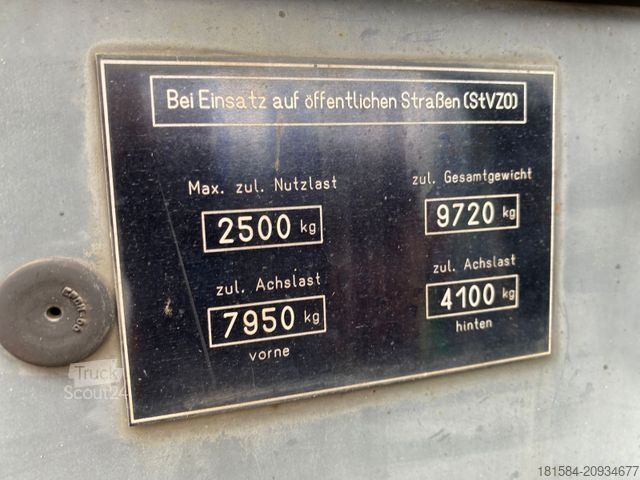 Bei Einsatz auf öffentlichen Straßen (StVZO)
Max. zul. Nutzlast
2500 kg
zul. Gesamtgewicht
9720 kg
zul. Achslast
7950 kg
vorne
zul. Achslast
4100 kg
hinten
Truck
Scout24
181584-20934677